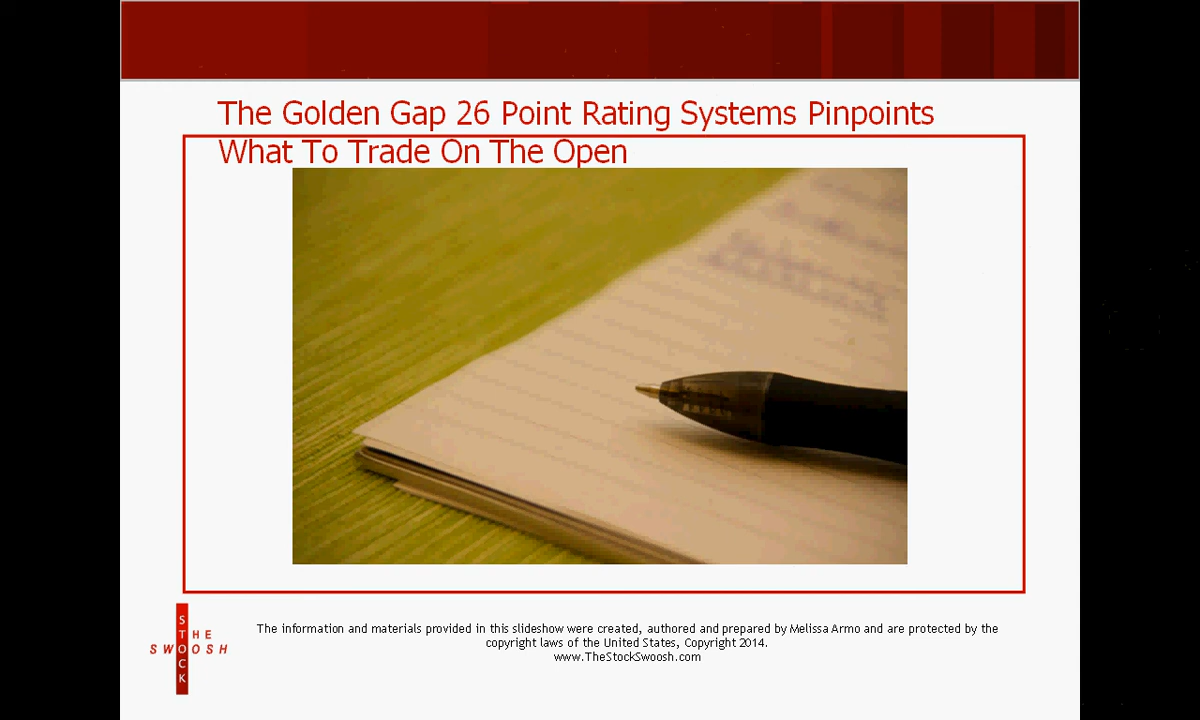 The Golden Gap 26 Point Rating Systems Pinpoints
What To Trade On The Open
THE
STOCK
SWOOSH
The information and materials provided in this slideshow were created, authored and prepared by Melissa Armo and are protected by the
copyright laws of the United States, Copyright 2014.
www.TheStockSwoosh.com